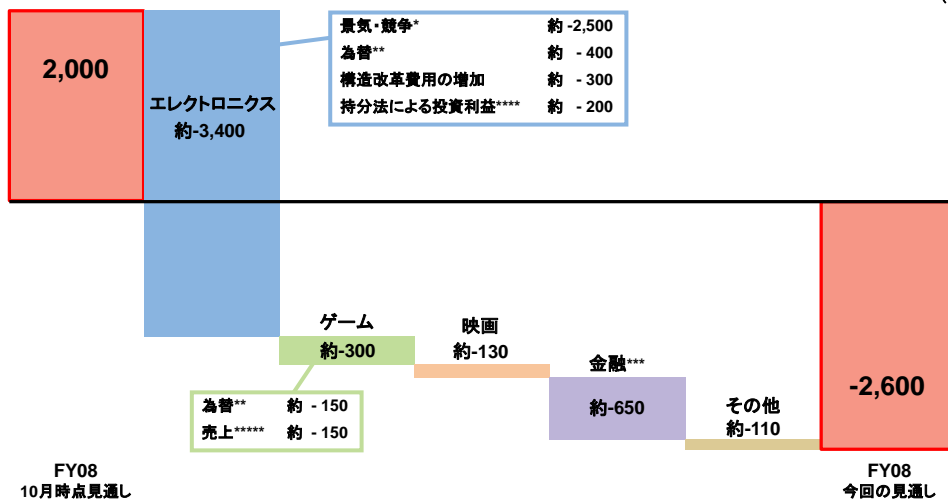 2,000
エレクトロニクス
約-3,400
景気・競争* 約 -2,500
為替** 約 - 400
構造改革費用の増加 約 - 300
持分法による投資利益**** 約 - 200
ゲーム
約-300
為替** 約 - 150
売上***** 約 - 150
映画
約-130
金融***
約-650
その他
約-110
-2,600
FY08
10月時点見通し
FY08
今回の見通し